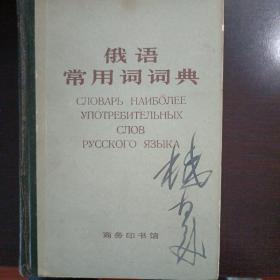 俄语
常用词词典
СЛОВАРЬ НАИБОЛЕЕ
УПОТРЕБИТЕЛЬНЫХ
СЛОВ
РУССКОГО ЯЗЫКА
商务印书馆